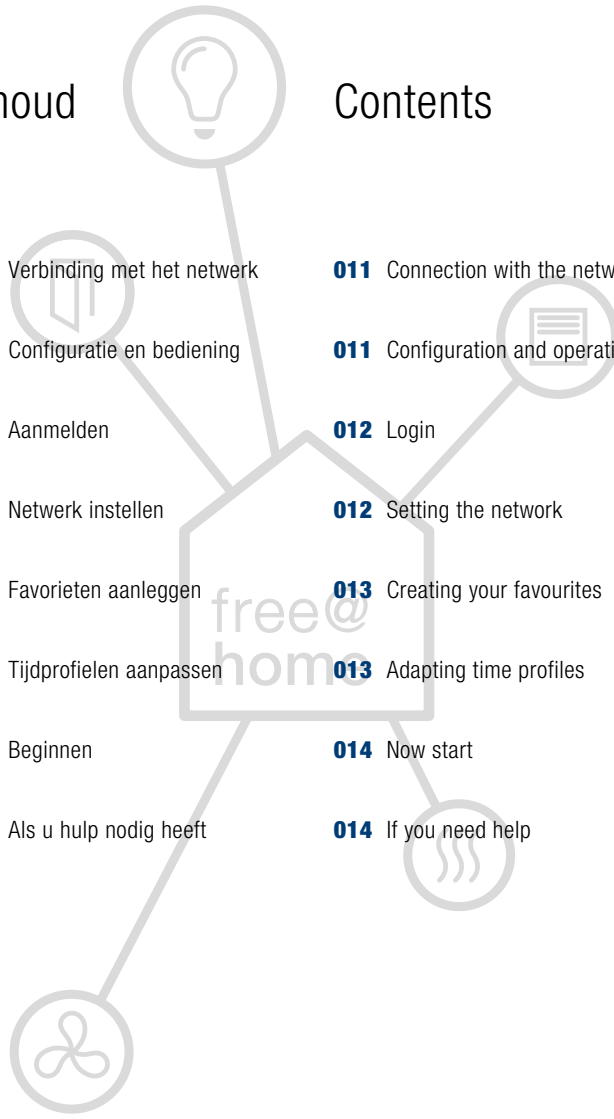 houd
Verbinding met het netwerk
Configuratie en bediening
Aanmelden
Netwerk instellen
Favorieten aanleggen
Tijdprofielen aanpassen
Beginnen
Als u hulp nodig heeft
Contents
011 Connection with the netw
011 Configuration and operati
012 Login
012 Setting the network
013 Creating your favourites
013 Adapting time profiles
014 Now start
014 If you need help
free@
home